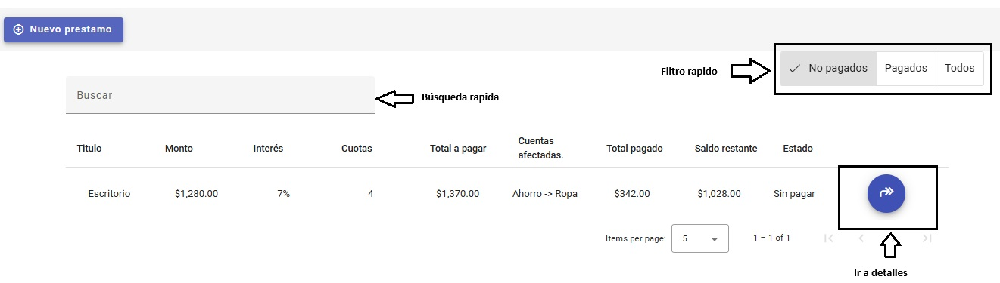 Nuevo prestamo
Filtro rapido
No pagados Pagados Todos
Buscar
Búsqueda rapida
Titulo Monto Interés Cuotas Total a pagar Cuentas afectadas. Total pagado Saldo restante Estado
Escritorio $1,280.00 7% 4 $1,370.00 Ahorro -> Ropa $342.00 $1,028.00 Sin pagar
Items per page: 5 1 – 1 of 1
Ir a detalles